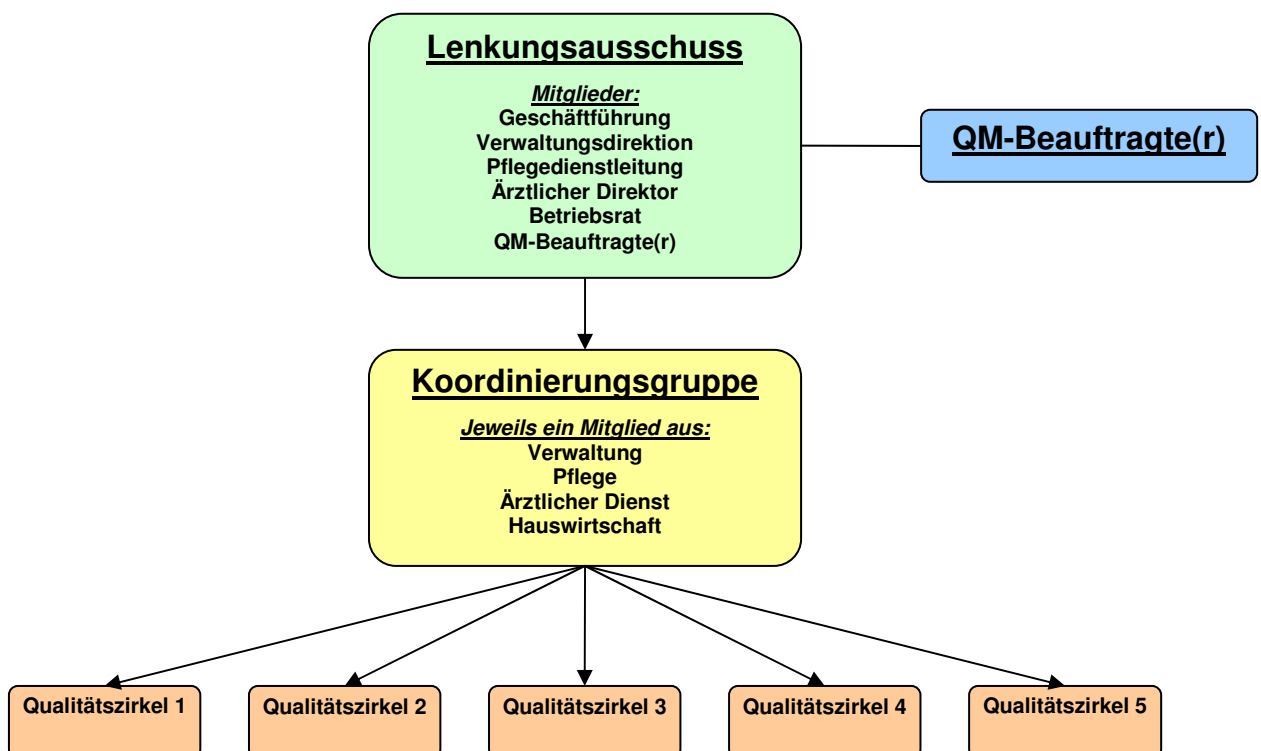 Lenkungsausschuss
Mitglieder:
Geschäftführung
Verwaltungsdirektion
Pflegedienstleitung
Ärztlicher Direktor
Betriebsrat
QM-Beauftragte(r)
QM-Beauftragte(r)
Koordinierungsgruppe
Jeweils ein Mitglied aus:
Verwaltung
Pflege
Ärztlicher Dienst
Hauswirtschaft
Qualitätszirkel 1
Qualitätszirkel 2
Qualitätszirkel 3
Qualitätszirkel 4
Qualitätszirkel 5